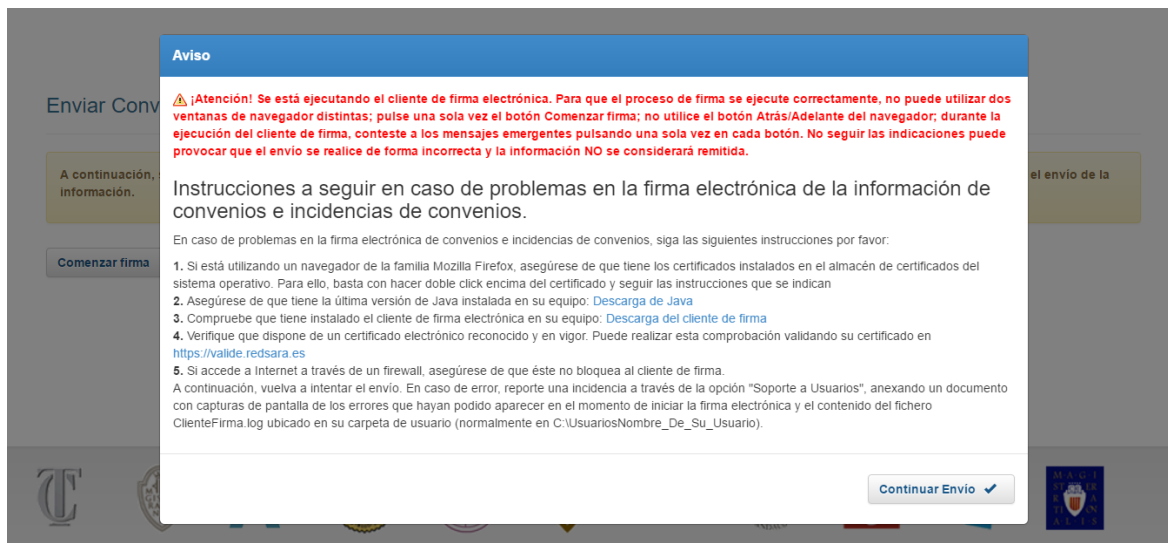 Aviso
Enviar Conv
¡Atención! Se está ejecutando el cliente de firma electrónica. Para que el proceso de firma se ejecute correctamente, no puede utilizar dos
ventanas de navegador distintas; pulse una sola vez el botón Comenzar firma; no utilice el botón Atrás/Adelante del navegador; durante la
ejecución del cliente de firma, conteste a los mensajes emergentes pulsando una sola vez en cada botón. No seguir las indicaciones puede
provocar que el envío se realice de forma incorrecta y la información NO se considerará remitida.
A continuación,
el envío de la
información.
Instrucciones a seguir en caso de problemas en la firma electrónica de la información de
convenios e incidencias de convenios.
En caso de problemas en la firma electrónica de convenios e incidencias de convenios, siga las siguientes instrucciones por favor:
Comenzar firma
1. Si está utilizando un navegador de la familia Mozilla Firefox, asegúrese de que tiene los certificados instalados en el almacén de certificados del
sistema operativo. Para ello, basta con hacer doble click encima del certificado y seguir las instrucciones que se indican
2. Asegúrese de que tiene la última versión de Java instalada en su equipo: Descarga de Java
3. Compruebe que tiene instalado el cliente de firma electrónica en su equipo: Descarga del cliente de firma
4. Verifique que dispone de un certificado electrónico reconocido y en vigor. Puede realizar esta comprobación validando su certificado en
https://valide.redsara.es
5. Si accede a Internet a través de un firewall, asegúrese de que éste no bloquea al cliente de firma.
A continuación, vuelva a intentar el envío. En caso de error, reporte una incidencia a través de la opción "Soporte a Usuarios", anexando un documento
con capturas de pantalla de los errores que hayan podido aparecer en el momento de iniciar la firma electrónica y el contenido del fichero
ClienteFirma.log ubicado en su carpeta de usuario (normalmente en C:\UsuariosNombre_De_Su_Usuario).
Continuar Envío